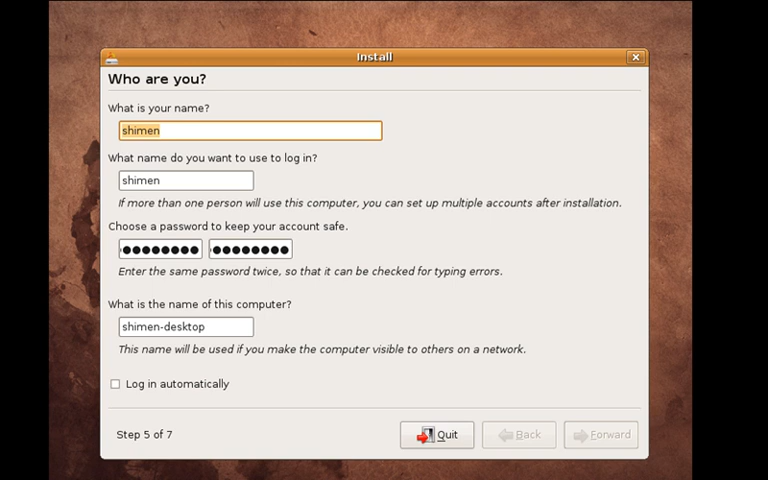 Install
Who are you?
What is your name?
shimen
What name do you want to use to log in?
shimen
If more than one person will use this computer, you can set up multiple accounts after installation.
Choose a password to keep your account safe.
Enter the same password twice, so that it can be checked for typing errors.
What is the name of this computer?
shimen-desktop
This name will be used if you make the computer visible to others on a network.
Log in automatically
Step 5 of 7
Quit
Back
Forward